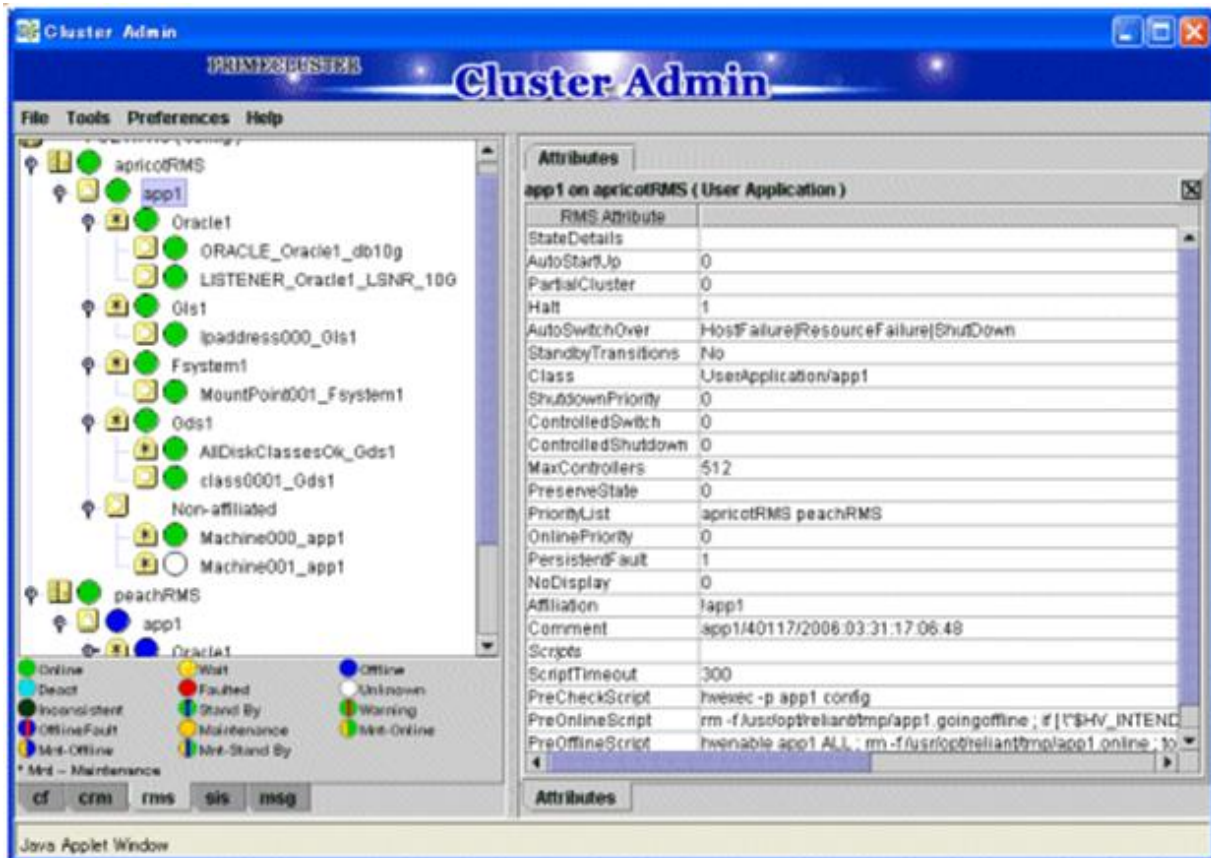 Cluster Admin
PRIMECLUSTER
Cluster Admin
File Tools Preferences Help
apricotRMS
app1
Oracle1
ORACLE_Oracle1_db10g
LISTENER_Oracle1_LSNR_10G
Gls1
Ipaddress000_Gls1
Fsystem1
MountPoint001_Fsystem1
Gds1
AllDiskClassesOk_Gds1
class0001_Gds1
Non-affiliated
Machine000_app1
Machine001_app1
peachRMS
app1
Oracle1
Online Wait Offline
Deact Faulted Unknown
Inconsistent Stand By Warning
OfflineFault Maintenance Mnt-Online
Mnt-Offline Mnt-Stand By
* Mnt - Maintenance
cf crm rms sis msg
Attributes
app1 on apricotRMS ( User Application )
RMS Attribute
StateDetails
AutoStartUp 0
PartialCluster 0
Halt 1
AutoSwitchOver HostFailure|ResourceFailure|ShutDown
StandbyTransitions No
Class UserApplication/app1
ShutdownPriority 0
ControlledSwitch 0
ControlledShutdown 0
MaxControllers 512
PreserveState 0
PriorityList apricotRMS peachRMS
OnlinePriority 0
PersistentFault 1
NoDisplay 0
Affiliation !app1
Comment app1/40117/2006:03:31:17:06:48
Scripts
ScriptTimeout 300
PreCheckScript hvexec -p app1 config
PreOnlineScript rm -f /usr/opt/reliant/tmp/app1.goingoffline ; if [ \"$HV_INTEND
PreOfflineScript hvenable app1 ALL ; rm -f /usr/opt/reliant/tmp/app1.online ; to
Attributes
Java Applet Window